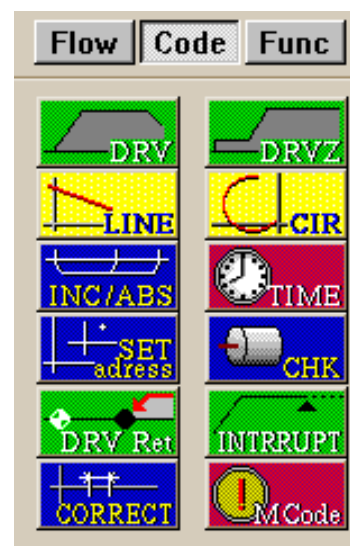 Flow Code Func
DRV DRVZ
LINE CIR
INC/ABS TIME
SET
adress CHK
DRV Ret INTRRUPT
CORRECT MCode